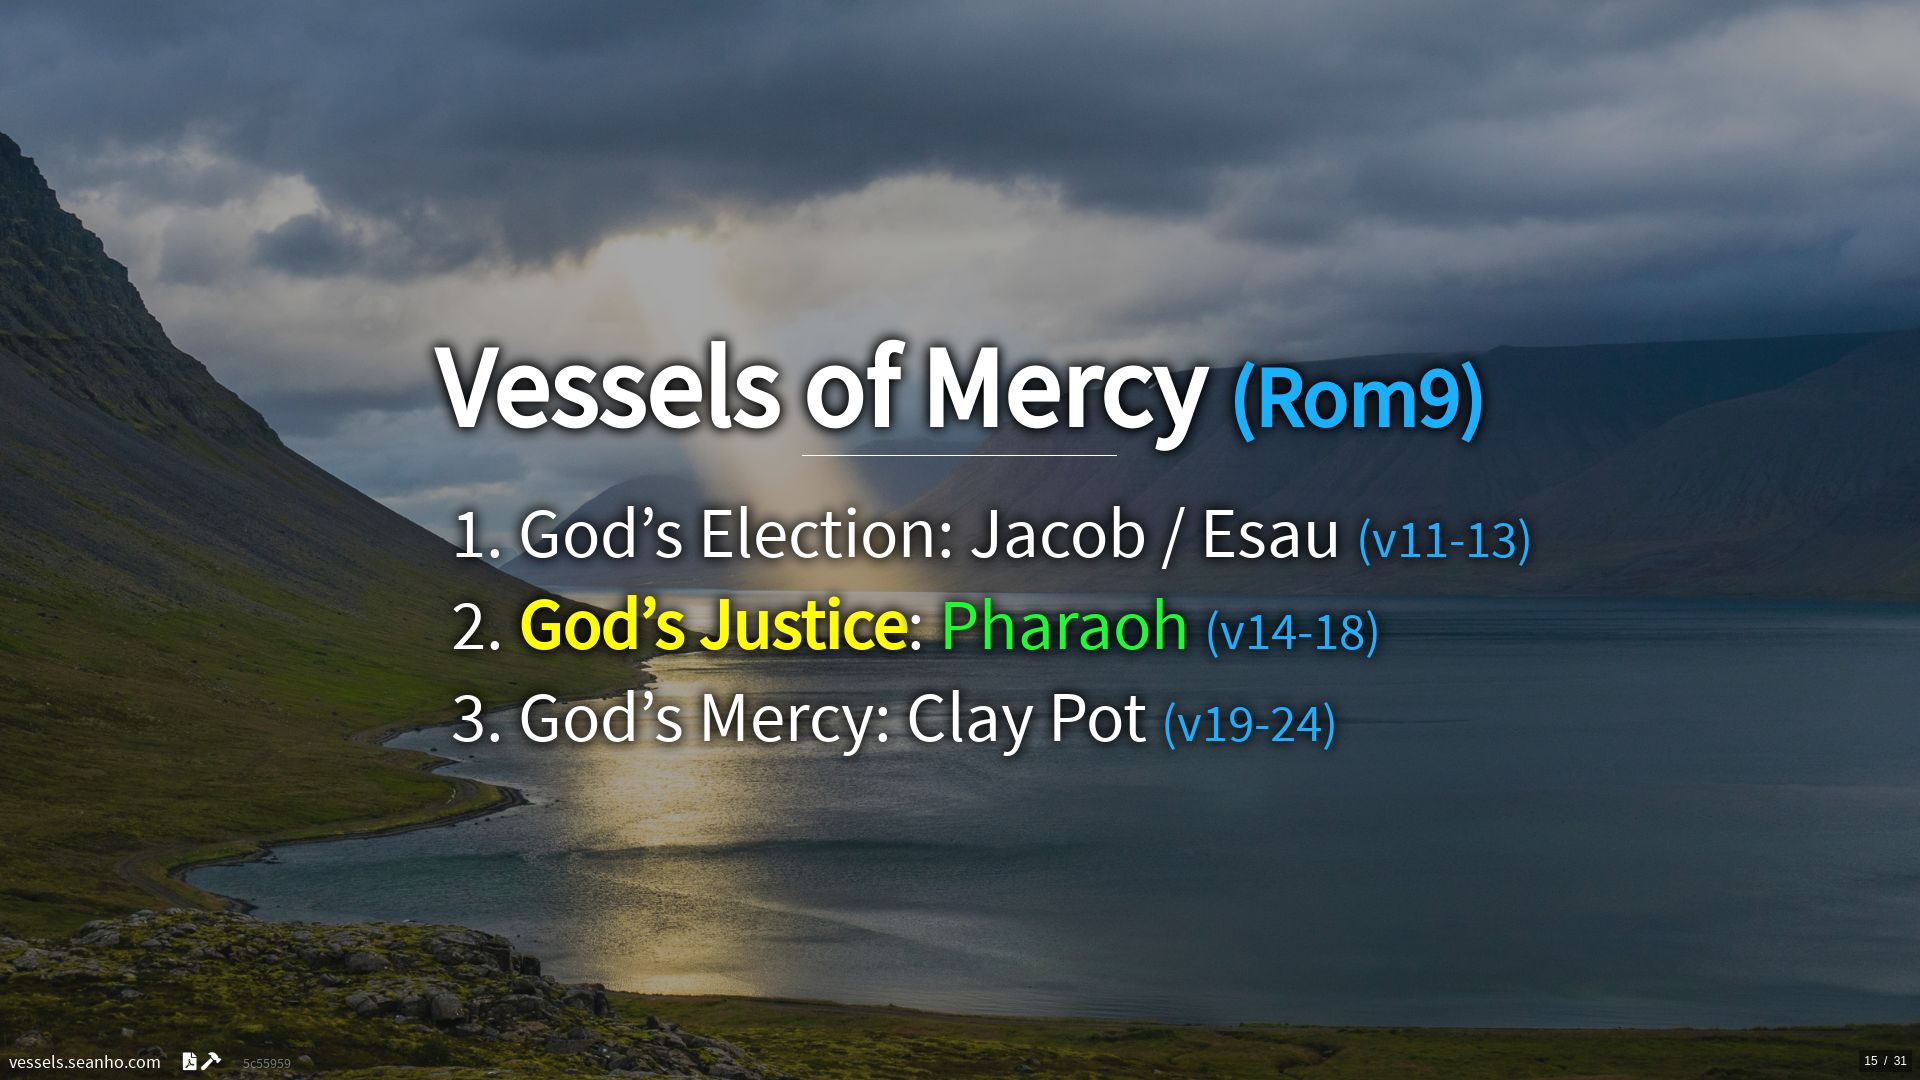 Vessels of Mercy (Rom9)
1. God’s Election: Jacob / Esau (v11-13)
2. God’s Justice: Pharaoh (v14-18)
3. God’s Mercy: Clay Pot (v19-24)
vessels.seanho.com 5c55959
15 / 31